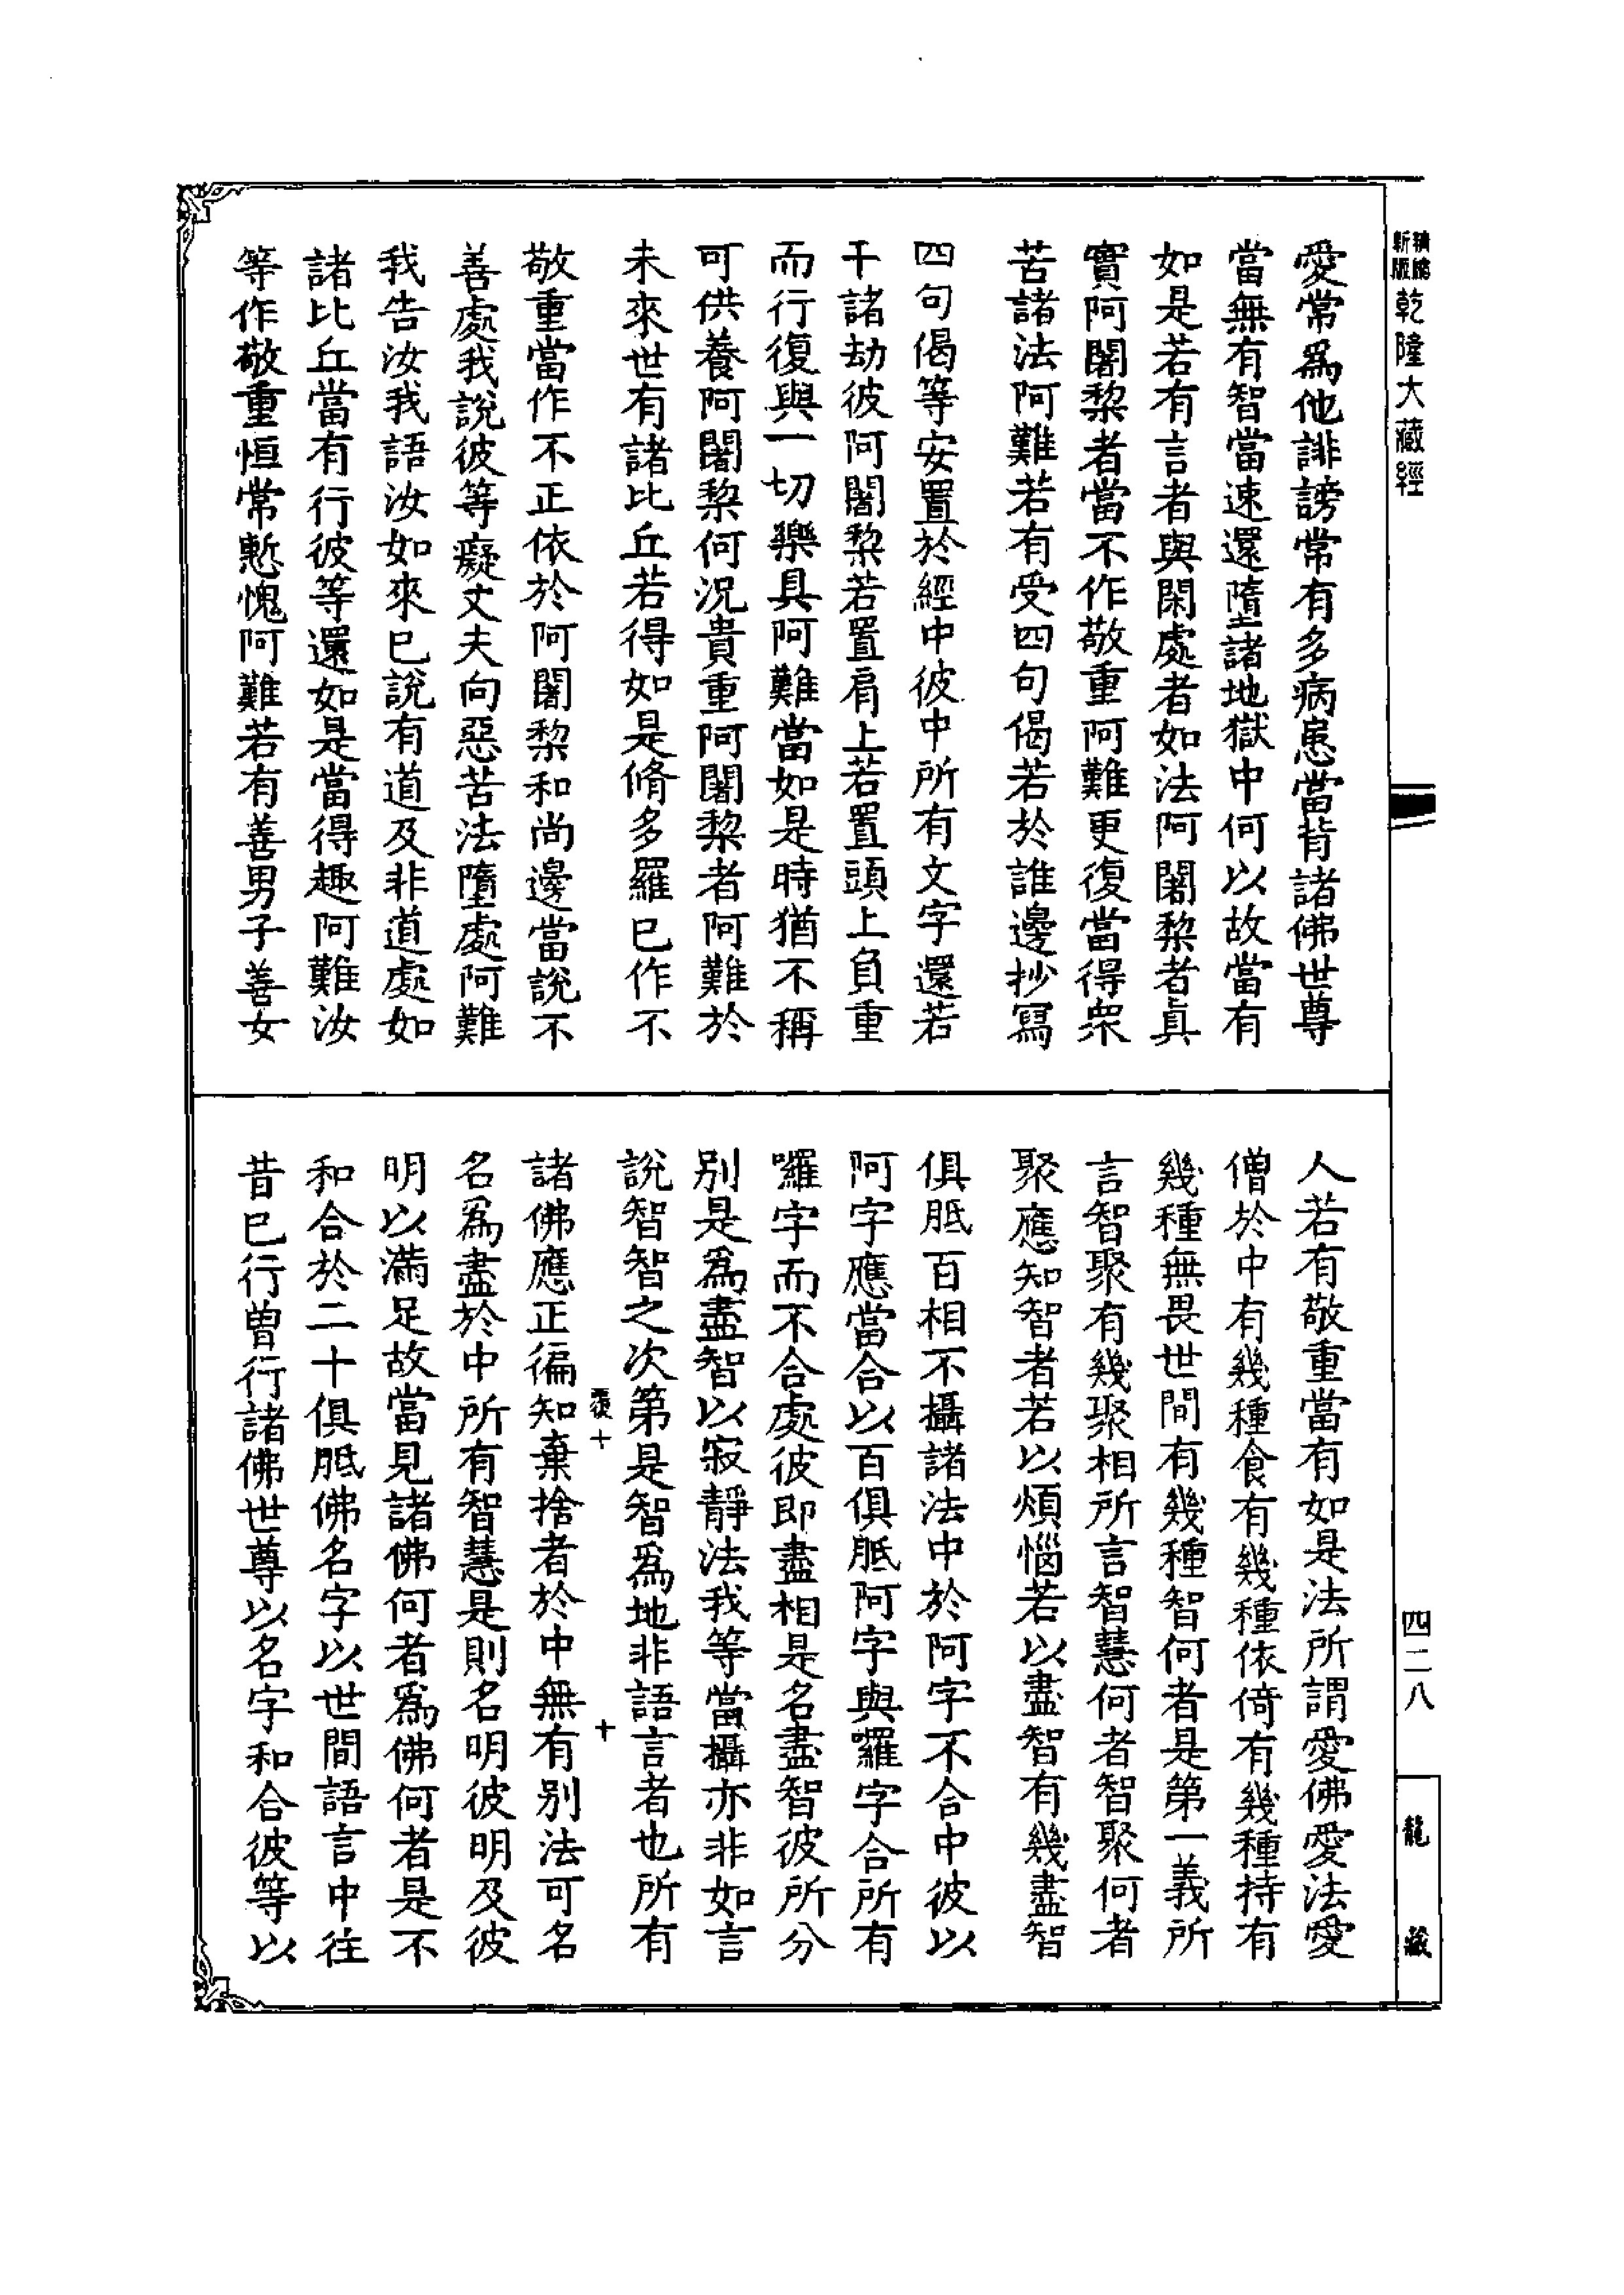 乾隆大藏經
愛常爲他誹謗常有多病患當背諸佛世尊
當無有智當速還墮諸地獄中何以故當有
如是若有言者與閑處者如法阿闍黎者真
實阿闍黎者當不作敬重阿難更復當得眾
苦諸法阿難若有受四句偈若於誰邊抄寫
四句偈等安置於經中彼中所有文字還若
干諸劫彼阿闍黎若置肩上若置頭上負重
而行復與一切樂具阿難當如是時猶不稱
可供養阿闍黎何況貴重阿闍黎者阿難於
未來世有諸比丘若得如是脩多羅已作不
敬重當作不正依於阿闍黎和尚邊當說不
善處我說彼等癡丈夫向惡苦法墮處阿難
我告汝我語汝如來已說有道及非道處如
諸比丘當有行彼等還如是當得趣阿難汝
等作敬重恒常慙愧阿難若有善男子善女
人若有敬重當有如是法所謂愛佛愛法愛
僧於中有幾種食有幾種依倚有幾種持有
幾種無畏世間有幾種智何者是第一義所
言智聚有幾聚相所言智慧何者智聚何者
聚應知智者若以煩惱若以盡智有幾盡智
俱胝百相不攝諸法中於阿字不合中彼以
阿字應當合以百俱胝阿字與囉字合所有
囉字而不合處彼即盡相是名盡智彼所分
別是爲盡智以寂靜法我等當攝亦非如言
說智智之次第是智爲地非語言者也所有
諸佛應正徧知棄捨者於中無有別法可名
名爲盡於中所有智慧是則名明彼明及彼
明以滿足故當見諸佛何者爲佛何者是不
和合於二十俱胝佛名字以世間語言中往
昔已行曾行諸佛世尊以名字和合彼等以
十
十
四二八
龍藏